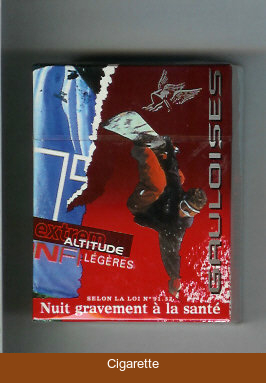 GAULOISES
extrem
ALTITUDE
LÉGÈRES
SELON LA LOI N° 91.32
Nuit gravement à la santé
Cigarette